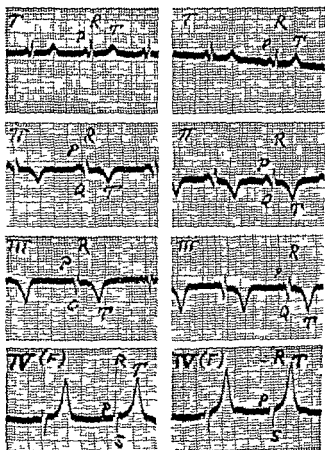 I R I R
P T P T
II R II R
P P
Q T Q T
III R III R
P
T Q T
IV (F) R T IV (F) R T
P P
S S